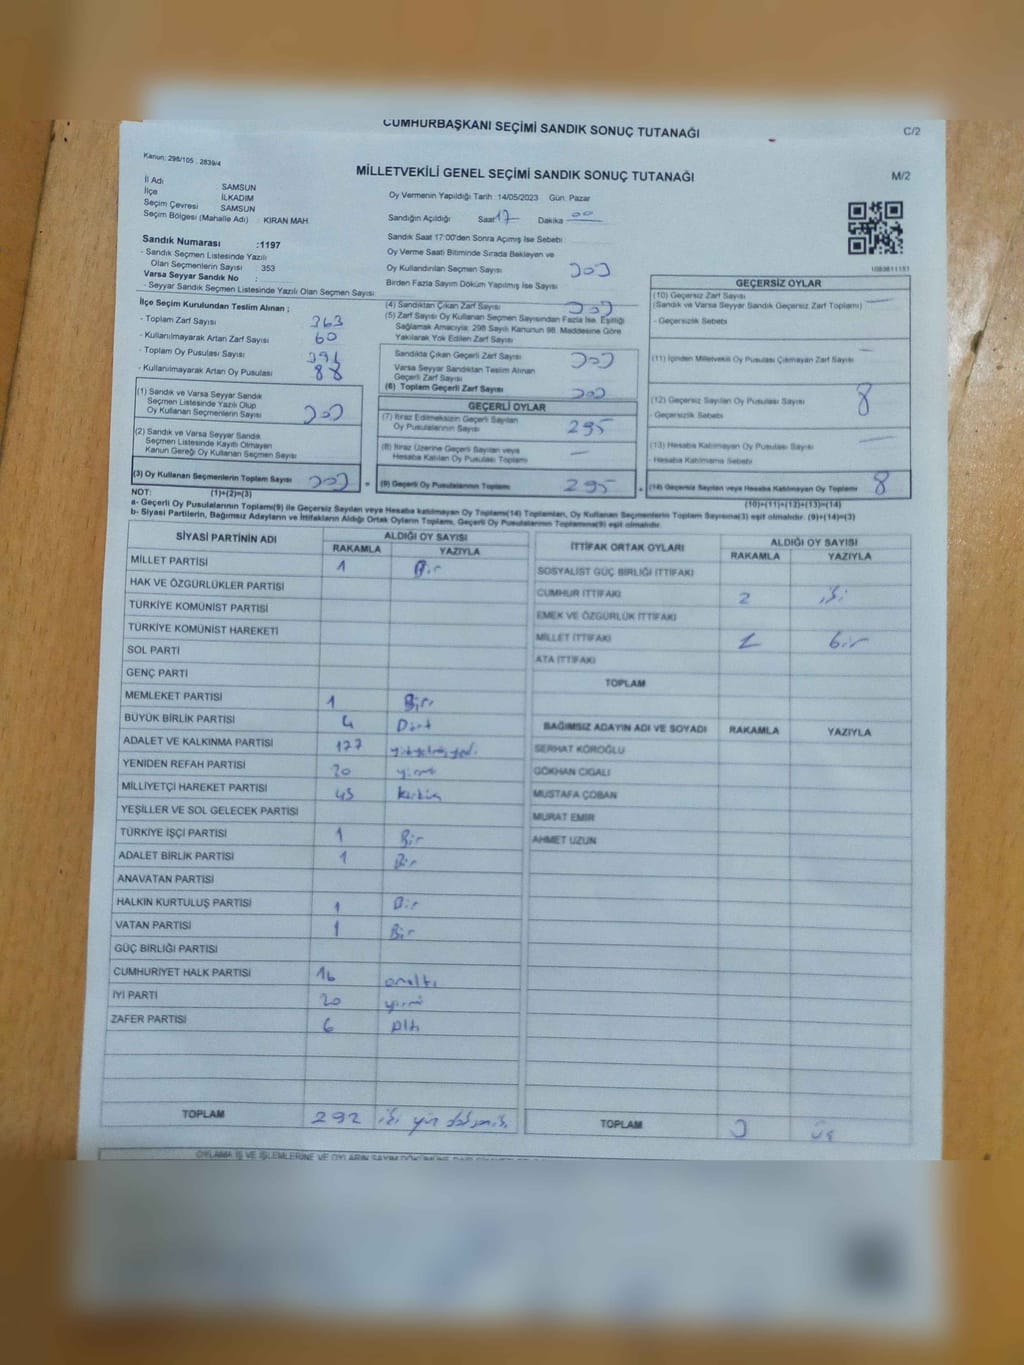 CUMHURBAŞKANI SEÇİMİ SANDIK SONUÇ TUTANAĞI
C/2
Kanun: 298/105 - 2839/4
MİLLETVEKİLİ GENEL SEÇİMİ SANDIK SONUÇ TUTANAĞI
M/2
İl Adı : SAMSUN
İlçe İLKADIM
Seçim Çevresi : SAMSUN
Seçim Bölgesi (Mahalle Adı) : KIRAN MAH
Sandık Numarası :1197
- Sandık Seçmen Listesinde Yazılı
Olan Seçmenlerin Sayısı : 353
Varsa Seyyar Sandık No :
- Seyyar Sandık Seçmen Listesinde Yazılı Olan Seçmen Sayısı:
Oy Vermenin Yapıldığı Tarih :14/05/2023 Gün: Pazar
Sandığın Açıldığı Saat 17 Dakika 00
Sandık Saat 17:00'den Sonra Açılmış İse Sebebi :
Oy Verme Saati Bitiminde Sırada Bekleyen ve
Oy Kullandırılan Seçmen Sayısı 303
Birden Fazla Sayım Döküm Yapılmış İse Sayısı
İlçe Seçim Kurulundan Teslim Alınan ;
- Toplam Zarf Sayısı 363
- Kullanılmayarak Artan Zarf Sayısı 60
- Toplam Oy Pusulası Sayısı 391
- Kullanılmayarak Artan Oy Pusulası 88
(1) Sandık ve Varsa Seyyar Sandık
Seçmen Listesinde Yazılı Olup
Oy Kullanan Seçmenlerin Sayısı 303
(2) Sandık ve Varsa Seyyar Sandık
Seçmen Listesinde Kayıtlı Olmayan
Kanun Gereği Oy Kullanan Seçmen Sayısı
(3) Oy Kullanan Seçmenlerin Toplam Sayısı 303
(1)+(2)=(3)
(4) Sandıktan Çıkan Zarf Sayısı 303
(5) Zarf Sayısı Oy Kullanan Seçmen Sayısından Fazla İse, Eşitliği
Sağlamak Amacıyla; 298 Sayılı Kanunun 98. Maddesine Göre
Yakılarak Yok Edilen Zarf Sayısı
Sandıkta Çıkan Geçerli Zarf Sayısı 303
Varsa Seyyar Sandıktan Teslim Alınan
Geçerli Zarf Sayısı
(6) Toplam Geçerli Zarf Sayısı 303
GEÇERLİ OYLAR
(7) İtiraz Edilmeksizin Geçerli Sayılan
Oy Pusulalarının Sayısı 295
(8) İtiraz Üzerine Geçerli Sayılan veya
Hesaba Katılan Oy Pusulası Toplamı —
(9) Geçerli Oy Pusulalarının Toplamı 295
1083811151
GEÇERSİZ OYLAR
(10) Geçersiz Zarf Sayısı
(Sandık ve Varsa Seyyar Sandık Geçersiz Zarf Toplamı) —
- Geçersizlik Sebebi
(11) İçinden Milletvekili Oy Pusulası Çıkmayan Zarf Sayısı —
(12) Geçersiz Sayılan Oy Pusulası Sayısı 8
- Geçersizlik Sebebi
(13) Hesaba Katılmayan Oy Pusulası Sayısı —
- Hesaba Katılmama Sebebi
(14) Geçersiz Sayılan veya Hesaba Katılmayan Oy Toplamı 8
(10)+(11)+(12)+(13)=(14)
NOT:
a- Geçerli Oy Pusulalarının Toplamı(9) ile Geçersiz Sayılan veya Hesaba katılmayan Oy Toplamı(14) Toplamları, Oy Kullanan Seçmenlerin Toplam Sayısına(3) eşit olmalıdır. (9)+(14)=(3)
b- Siyasi Partilerin, Bağımsız Adayların ve İttifakların Aldığı Ortak Oyların Toplamı, Geçerli Oy Pusulalarının Toplamına(9) eşit olmalıdır.
SİYASİ PARTİNİN ADI ALDIĞI OY SAYISI
RAKAMLA YAZIYLA
MİLLET PARTİSİ 1 Bir
HAK VE ÖZGÜRLÜKLER PARTİSİ
TÜRKİYE KOMÜNİST PARTİSİ
TÜRKİYE KOMÜNİST HAREKETİ
SOL PARTİ
GENÇ PARTİ
MEMLEKET PARTİSİ 1 Bir
BÜYÜK BİRLİK PARTİSİ 4 Dört
ADALET VE KALKINMA PARTİSİ 177 yüzyetmişyedi
YENİDEN REFAH PARTİSİ 20 yirmi
MİLLİYETÇİ HAREKET PARTİSİ 43
YEŞİLLER VE SOL GELECEK PARTİSİ
TÜRKİYE İŞÇİ PARTİSİ 1 Bir
ADALET BİRLİK PARTİSİ 1 Bir
ANAVATAN PARTİSİ
HALKIN KURTULUŞ PARTİSİ 1 Bir
VATAN PARTİSİ 1 Bir
GÜÇ BİRLİĞİ PARTİSİ
CUMHURİYET HALK PARTİSİ 16 onaltı
İYİ PARTİ 20 yirmi
ZAFER PARTİSİ 6 Altı
TOPLAM 292 iki yüz doksan iki
İTTİFAK ORTAK OYLARI ALDIĞI OY SAYISI
RAKAMLA YAZIYLA
SOSYALİST GÜÇ BİRLİĞİ İTTİFAKI
CUMHUR İTTİFAKI 2 iki
EMEK VE ÖZGÜRLÜK İTTİFAKI
MİLLET İTTİFAKI 1 bir
ATA İTTİFAKI
TOPLAM
BAĞIMSIZ ADAYIN ADI VE SOYADI RAKAMLA YAZIYLA
SERHAT KÖROĞLU
GÖKHAN CIGALI
MUSTAFA ÇOBAN
MURAT EMİR
AHMET UZUN
TOPLAM 3 üç
OYLAMA İŞ VE İŞLEMLERİNE VE OYLARIN SAYIM DÖKÜMÜNE DAİR